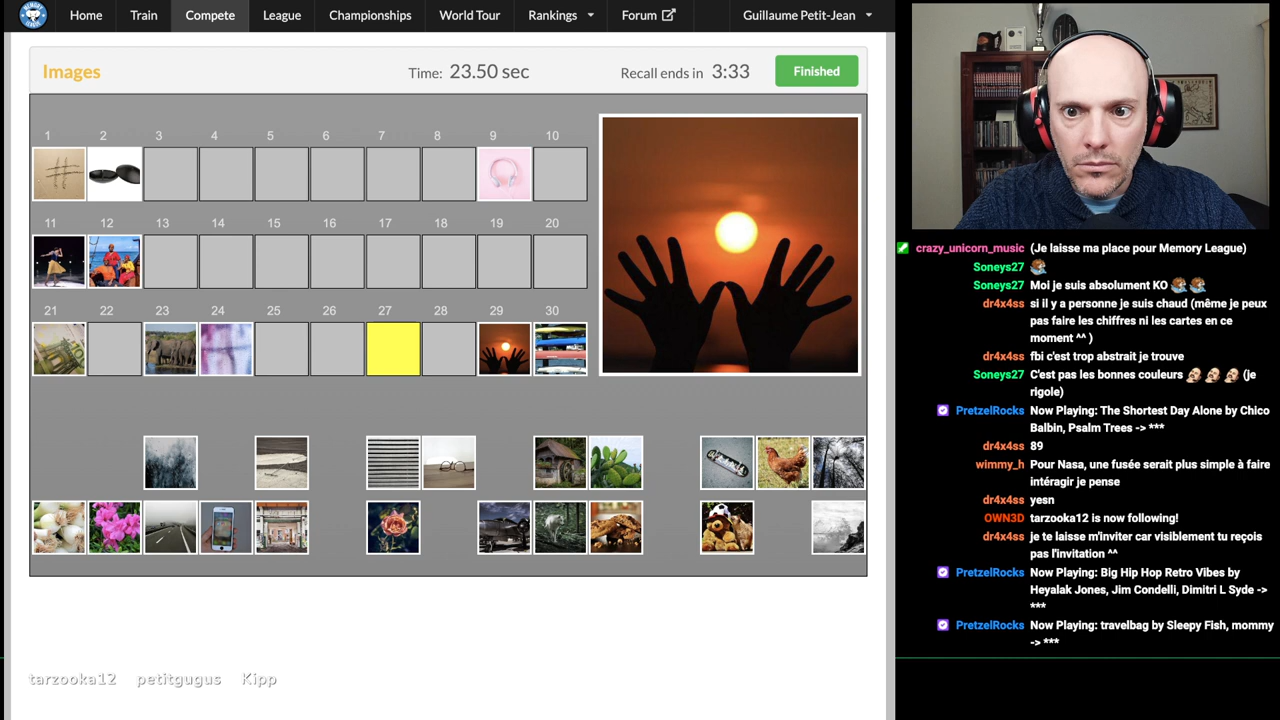 Home Train Compete League Championships World Tour Rankings Forum Guillaume Petit-Jean
Images Time: 23.50 sec Recall ends in 3:33 Finished
1 2 3 4 5 6 7 8 9 10
11 12 13 14 15 16 17 18 19 20
21 22 23 24 25 26 27 28 29 30
tarzooka12 petitgugus Kipp
crazy_unicorn_music (Je laisse ma place pour Memory League)
Soneys27
Soneys27 Moi je suis absolument KO
dr4x4ss si il y a personne je suis chaud (même je peux
pas faire les chiffres ni les cartes en ce
moment ^^ )
dr4x4ss fbi c'est trop abstrait je trouve
Soneys27 C'est pas les bonnes couleurs (je
rigole)
PretzelRocks Now Playing: The Shortest Day Alone by Chico
Balbin, Psalm Trees -> ***
dr4x4ss 89
wimmy_h Pour Nasa, une fusée serait plus simple à faire
intéragir je pense
dr4x4ss yesn
OWN3D tarzooka12 is now following!
dr4x4ss je te laisse m'inviter car visiblement tu reçois
pas l'invitation ^^
PretzelRocks Now Playing: Big Hip Hop Retro Vibes by
Heyalak Jones, Jim Condelli, Dimitri L Syde ->
***
PretzelRocks Now Playing: travelbag by Sleepy Fish, mommy
-> ***